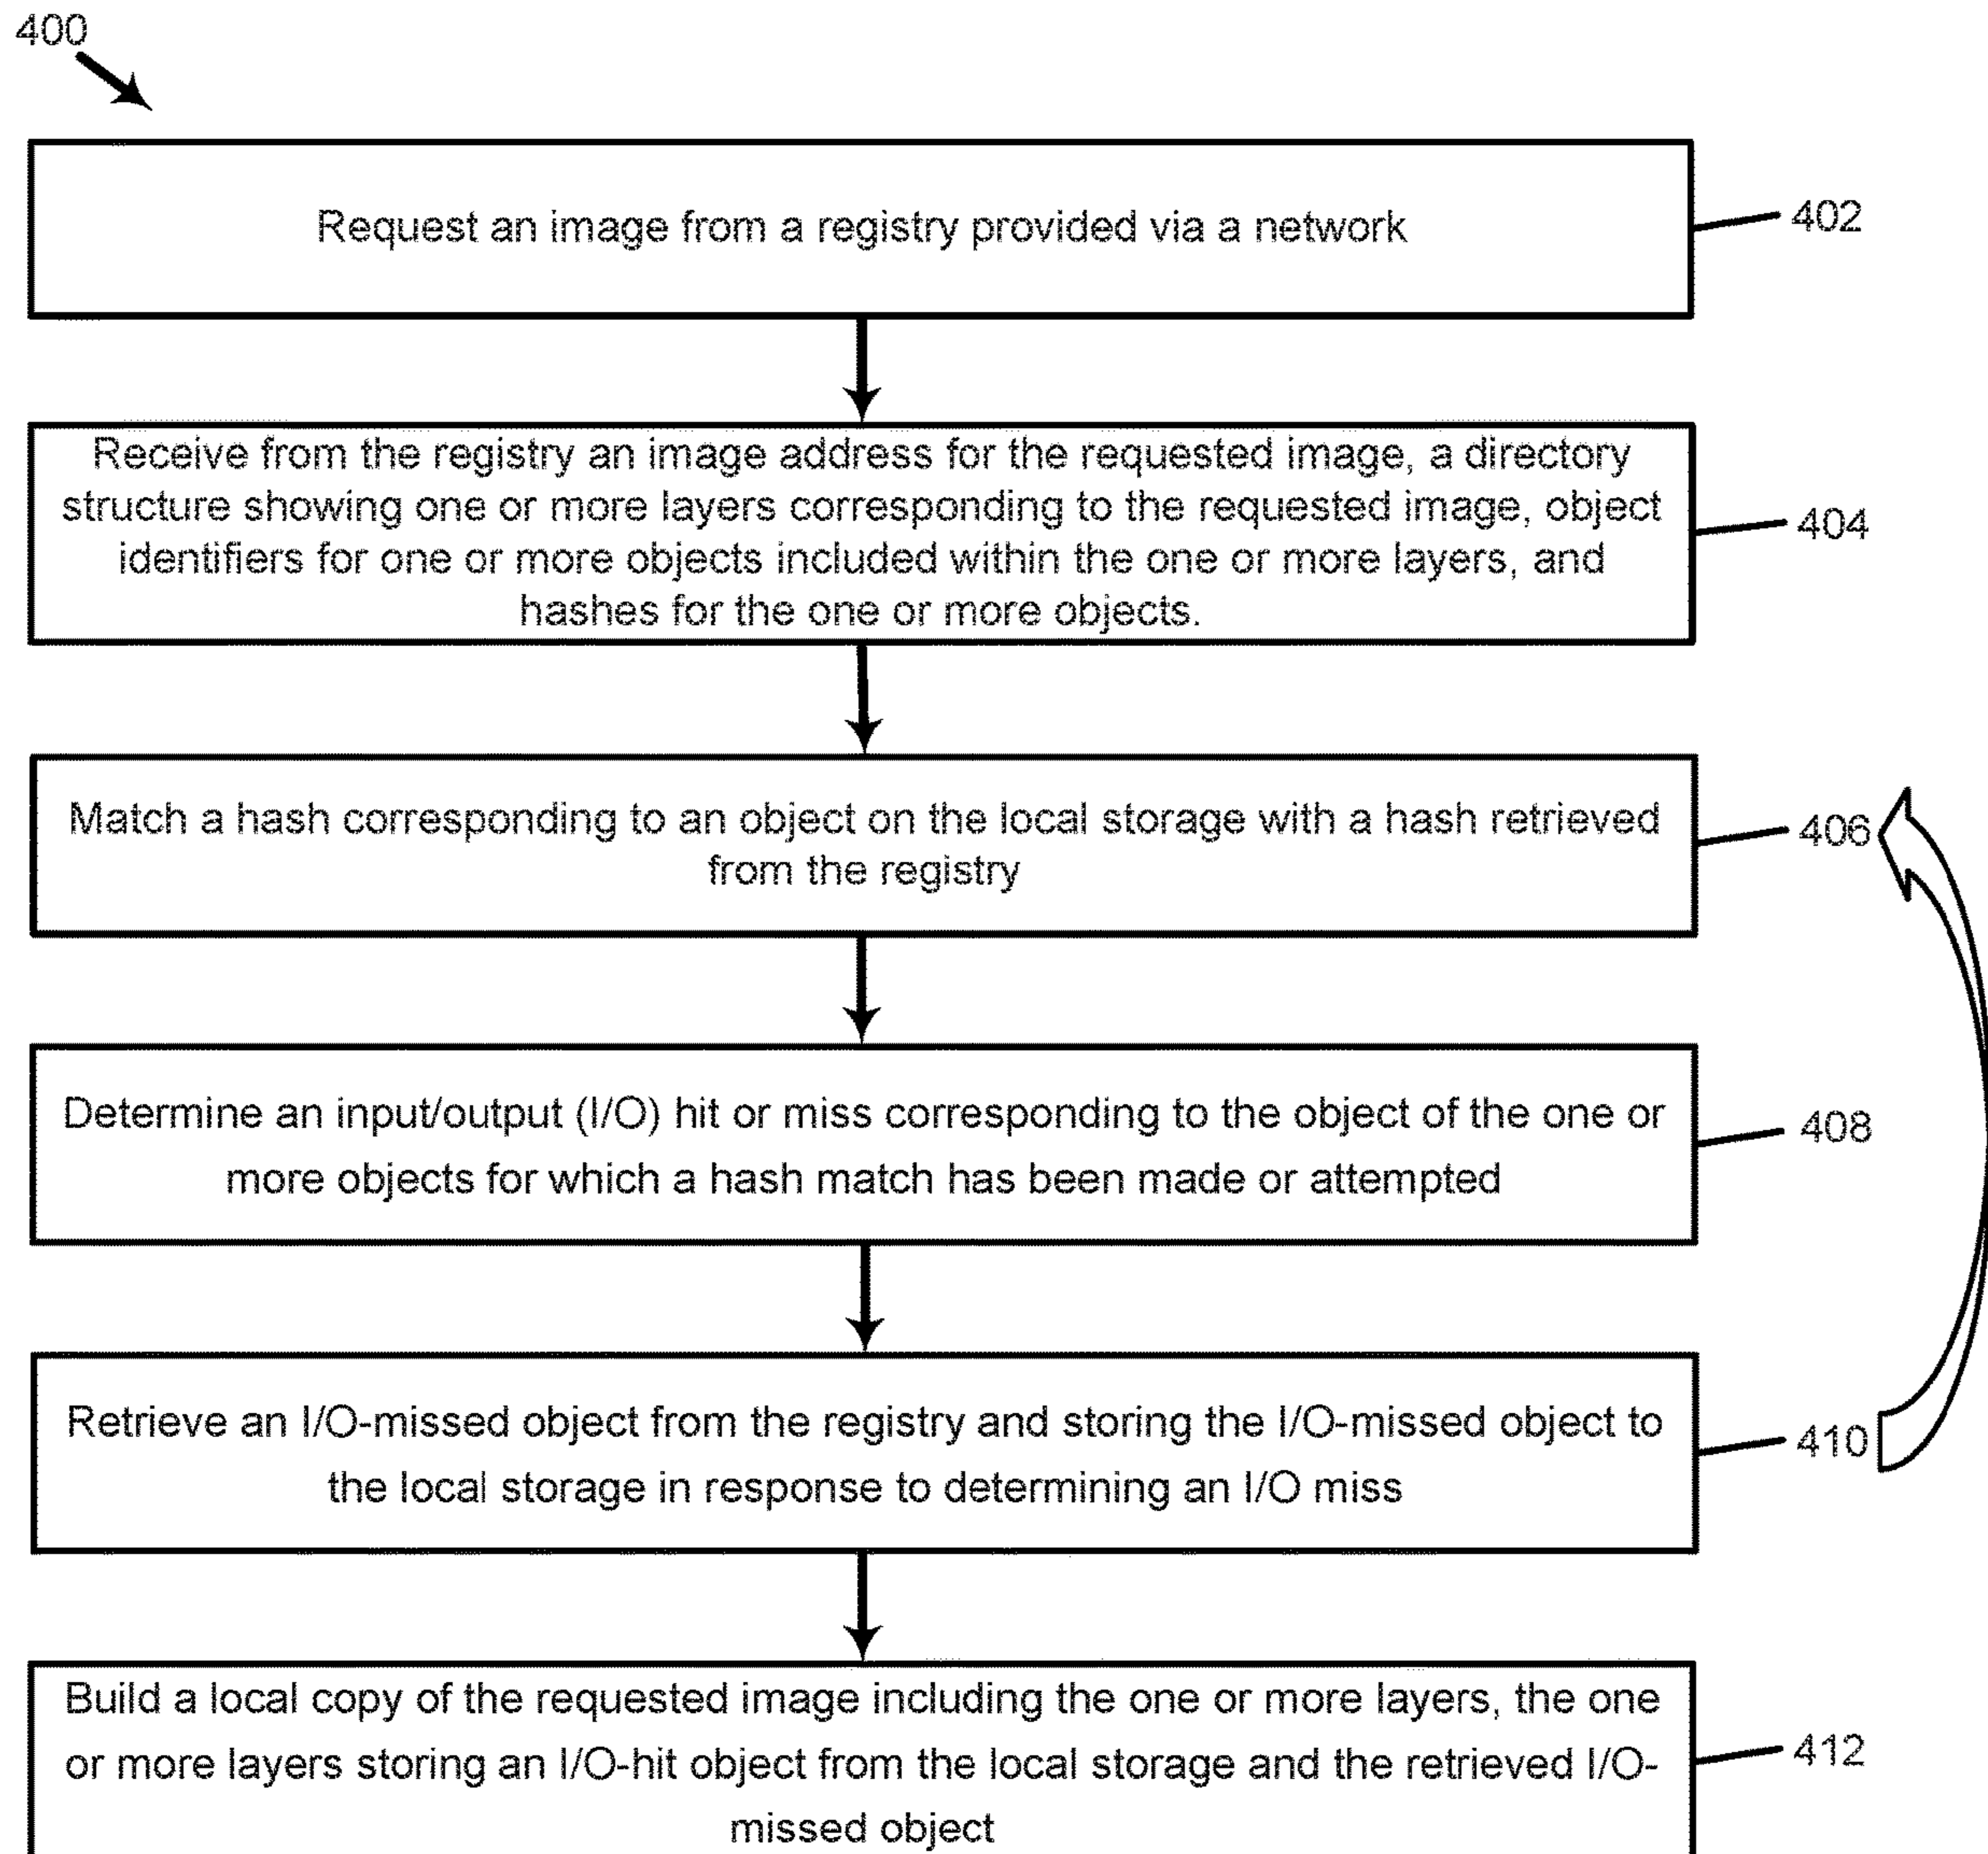 400
Request an image from a registry provided via a network
402
Receive from the registry an image address for the requested image, a directory
structure showing one or more layers corresponding to the requested image, object
identifiers for one or more objects included within the one or more layers, and
hashes for the one or more objects.
404
Match a hash corresponding to an object on the local storage with a hash retrieved
from the registry
406
Determine an input/output (I/O) hit or miss corresponding to the object of the one or
more objects for which a hash match has been made or attempted
408
Retrieve an I/O-missed object from the registry and storing the I/O-missed object to
the local storage in response to determining an I/O miss
410
Build a local copy of the requested image including the one or more layers, the one
or more layers storing an I/O-hit object from the local storage and the retrieved I/O-
missed object
412